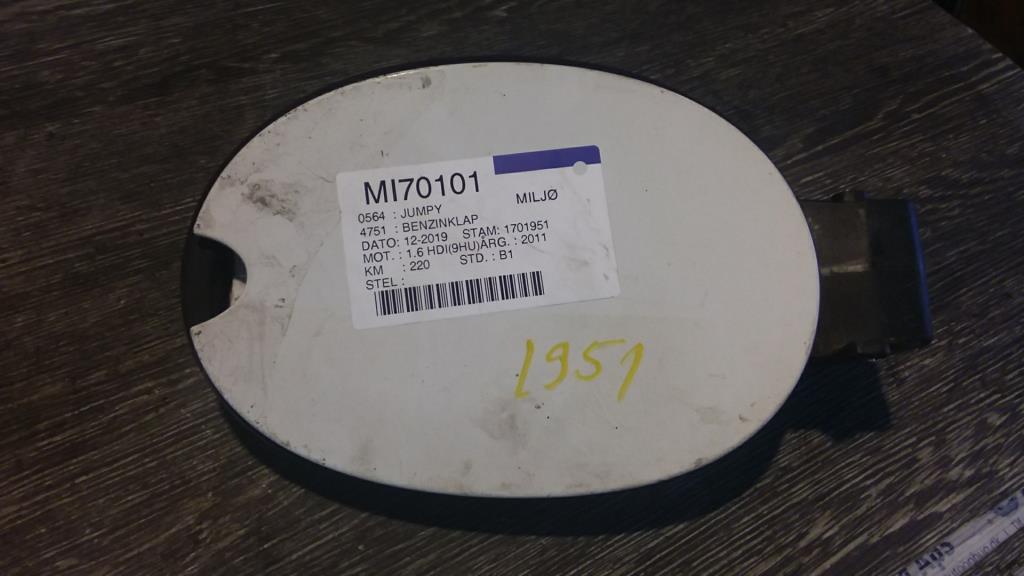 MI70101
MILJØ
0564 : JUMPY
4751 : BENZINKLAP
DATO: 12-2019 STAM: 1701951
MOT. : 1.6 HDI(9HU)ÅRG. : 2011
KM : 220 STD. : B1
STEL :
1951